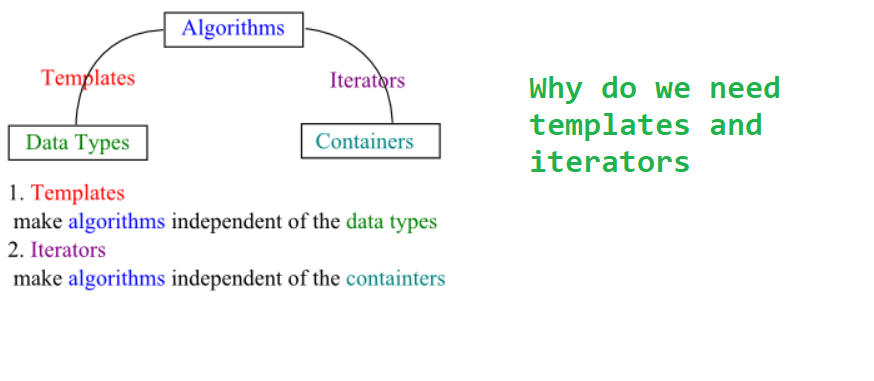 Algorithms
Templates
Iterators
Data Types
Containers
1. Templates
make algorithms independent of the data types
2. Iterators
make algorithms independent of the containters
Why do we need
templates and
iterators